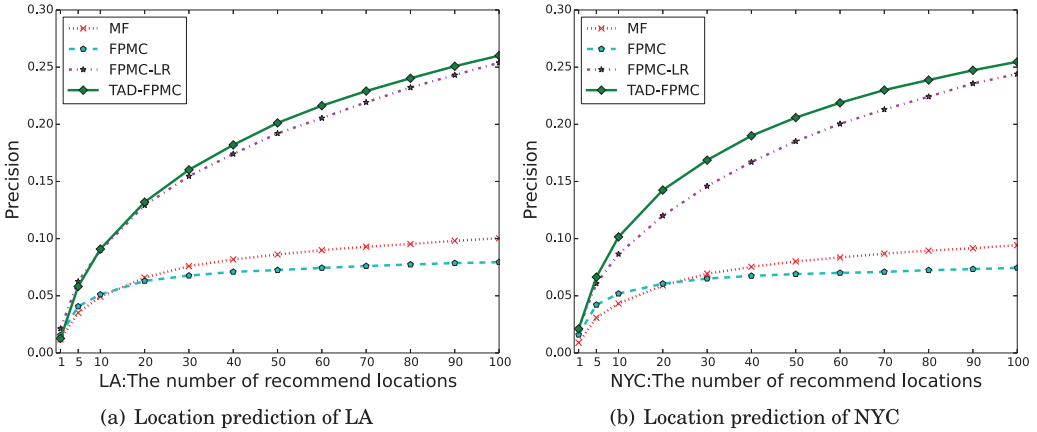 0.30
0.25
0.20
0.15
0.10
0.05
0.00
Precision
MF
FPMC
FPMC-LR
TAD-FPMC
1 5 10 20 30 40 50 60 70 80 90 100
LA:The number of recommend locations
(a) Location prediction of LA
0.30
0.25
0.20
0.15
0.10
0.05
0.00
Precision
MF
FPMC
FPMC-LR
TAD-FPMC
1 5 10 20 30 40 50 60 70 80 90 100
NYC:The number of recommend locations
(b) Location prediction of NYC